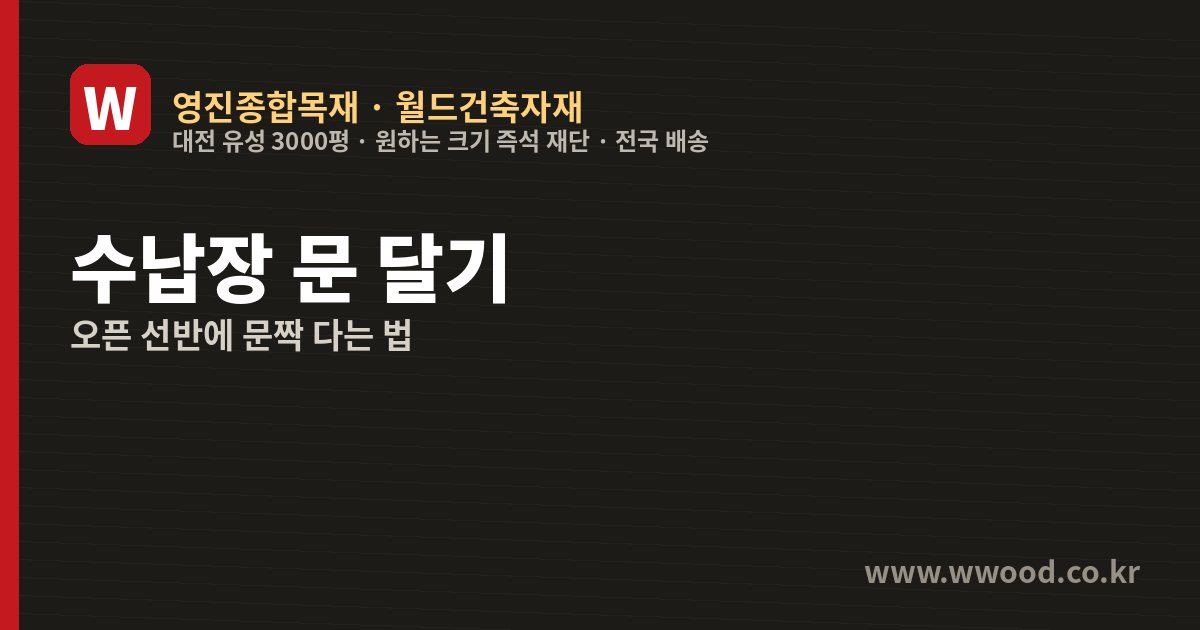 W
영진종합목재 · 월드건축자재
대전 유성 3000평 · 원하는 크기 즉석 재단 · 전국 배송
수납장 문 달기
오픈 선반에 문짝 다는 법
www.wwood.co.kr